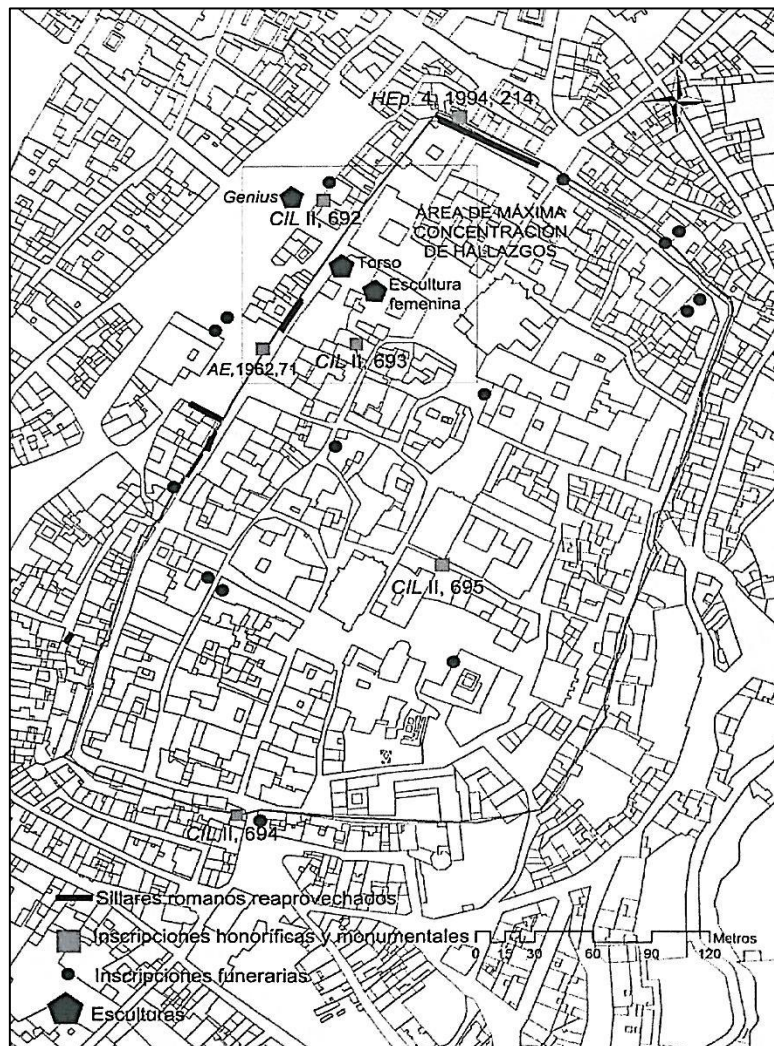 N
HEp. 4, 1994, 214
Genius
CIL II, 692
ÁREA DE MÁXIMA
CONCENTRACIÓN
DE HALLAZGOS
Torso
Escultura
femenina
AE, 1962, 71
CIL II, 693
CIL II, 695
CIL II, 694
Sillares romanos reaprovechados
Inscripciones honoríficas y monumentales
Inscripciones funerarias
Esculturas
Metros
0 15 30 60 90 120